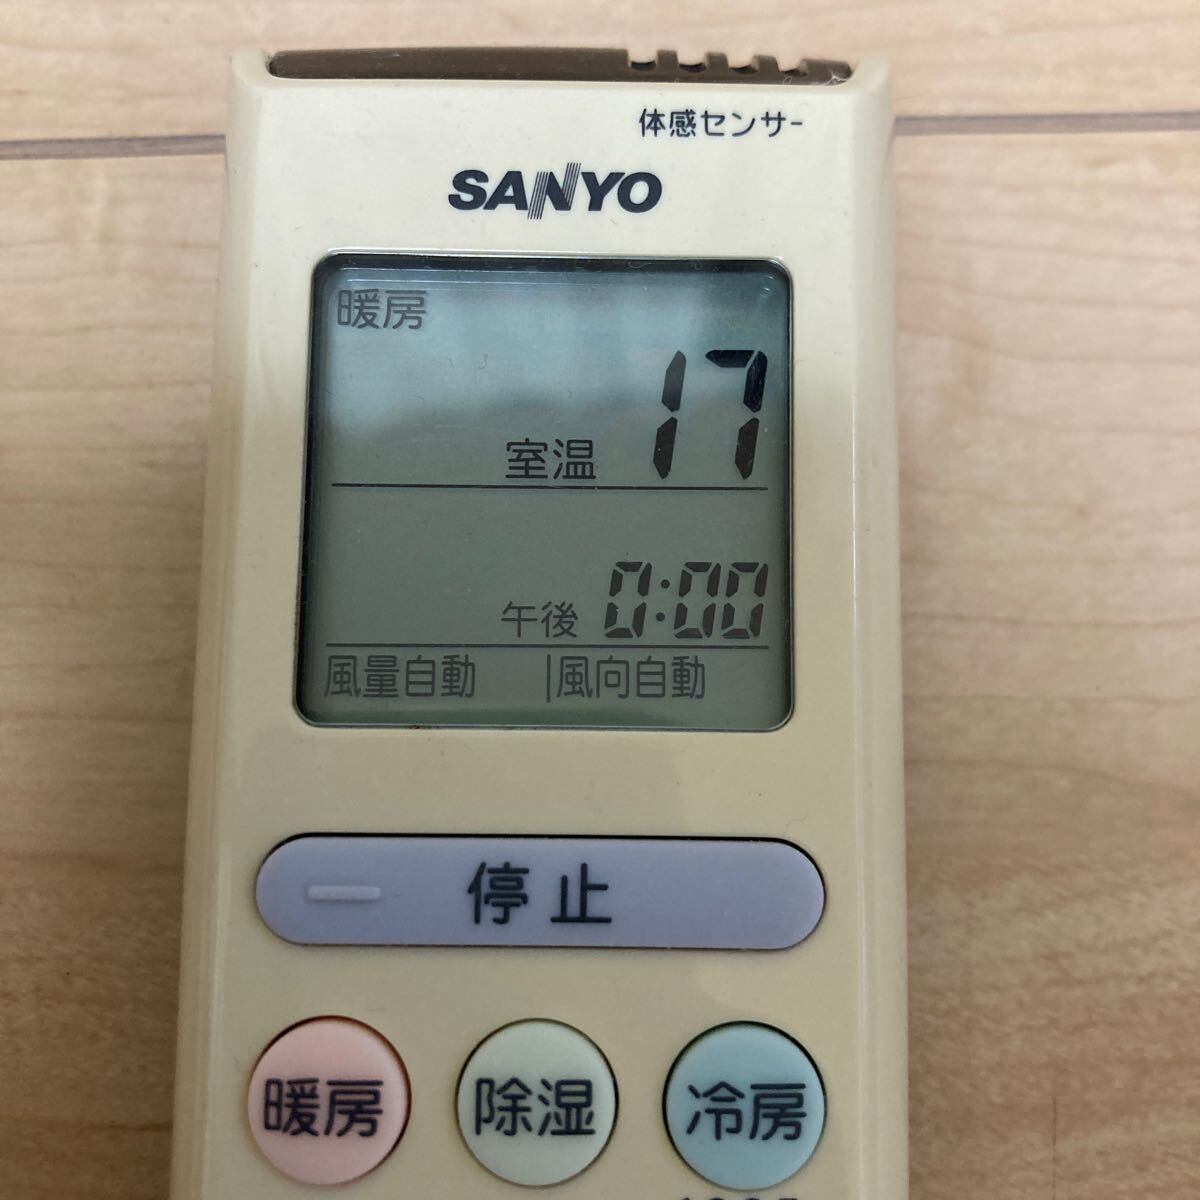 体感センサー
SANYO
暖房
室温 17
午後 0:00
風量自動 風向自動
停止
暖房 除湿 冷房